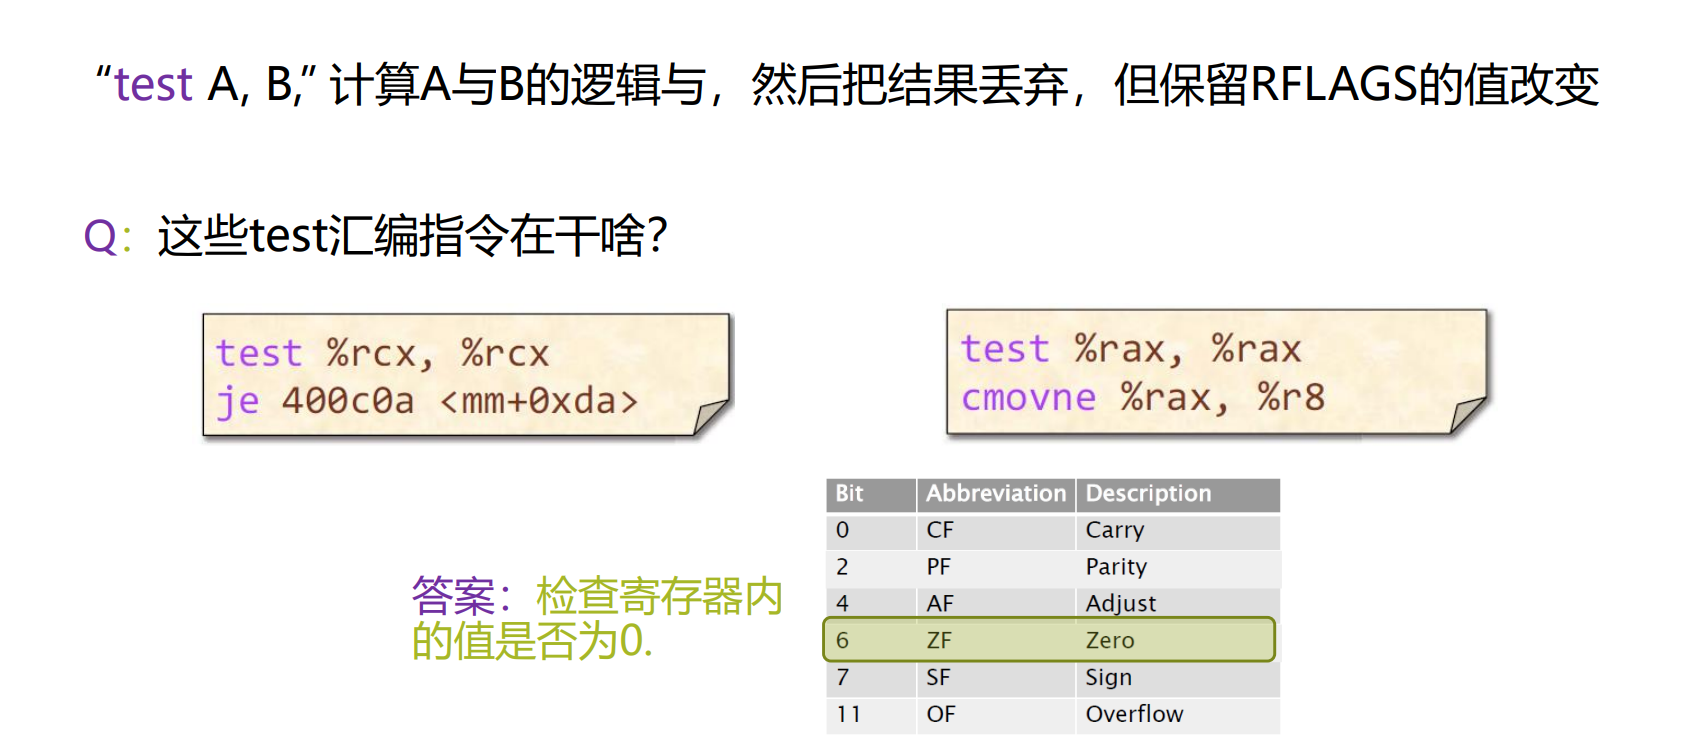 “test A, B,” 计算A与B的逻辑与，然后把结果丢弃，但保留RFLAGS的值改变
Q：这些test汇编指令在干啥？
test %rcx, %rcx
je 400c0a <mm+0xda>
test %rax, %rax
cmovne %rax, %r8
Bit Abbreviation Description
0 CF Carry
2 PF Parity
4 AF Adjust
6 ZF Zero
7 SF Sign
11 OF Overflow
答案：检查寄存器内
的值是否为0.